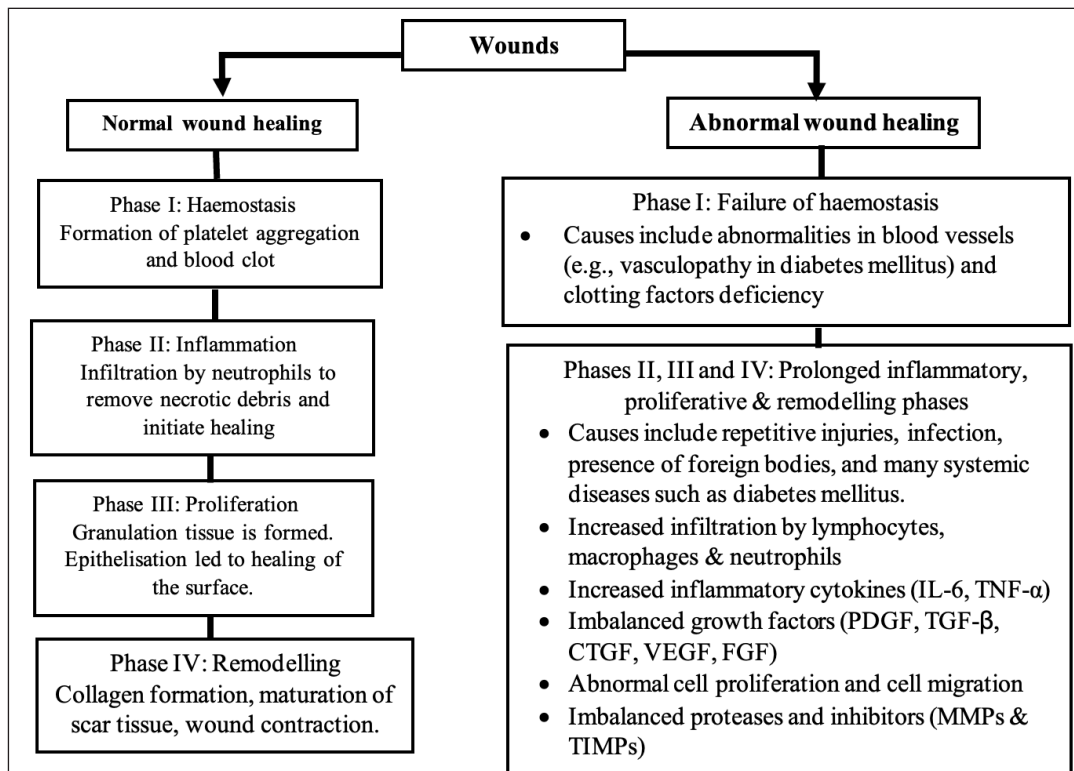 Wounds
Normal wound healing
Phase I: Haemostasis
Formation of platelet aggregation
and blood clot
Phase II: Inflammation
Infiltration by neutrophils to
remove necrotic debris and
initiate healing
Phase III: Proliferation
Granulation tissue is formed.
Epithelisation led to healing of
the surface.
Phase IV: Remodelling
Collagen formation, maturation of
scar tissue, wound contraction.
Abnormal wound healing
Phase I: Failure of haemostasis
• Causes include abnormalities in blood vessels
(e.g., vasculopathy in diabetes mellitus) and
clotting factors deficiency
Phases II, III and IV: Prolonged inflammatory,
proliferative & remodelling phases
• Causes include repetitive injuries, infection,
presence of foreign bodies, and many systemic
diseases such as diabetes mellitus.
• Increased infiltration by lymphocytes,
macrophages & neutrophils
• Increased inflammatory cytokines (IL-6, TNF-α)
• Imbalanced growth factors (PDGF, TGF-β,
CTGF, VEGF, FGF)
• Abnormal cell proliferation and cell migration
• Imbalanced proteases and inhibitors (MMPs &
TIMPs)